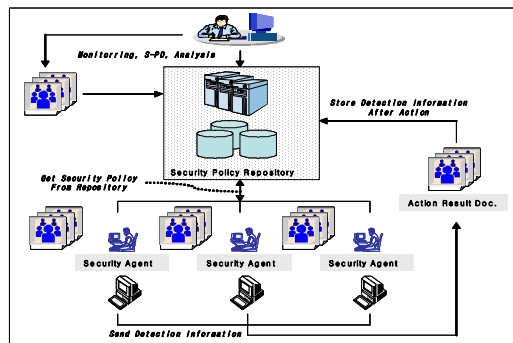 Monitorring, S-PD, Analysis
Store Detection Information
After Action
Security Policy Repository
Get Security Policy
From Repository
Action Result Doc.
Security Agent
Security Agent
Security Agent
Send Detection Information